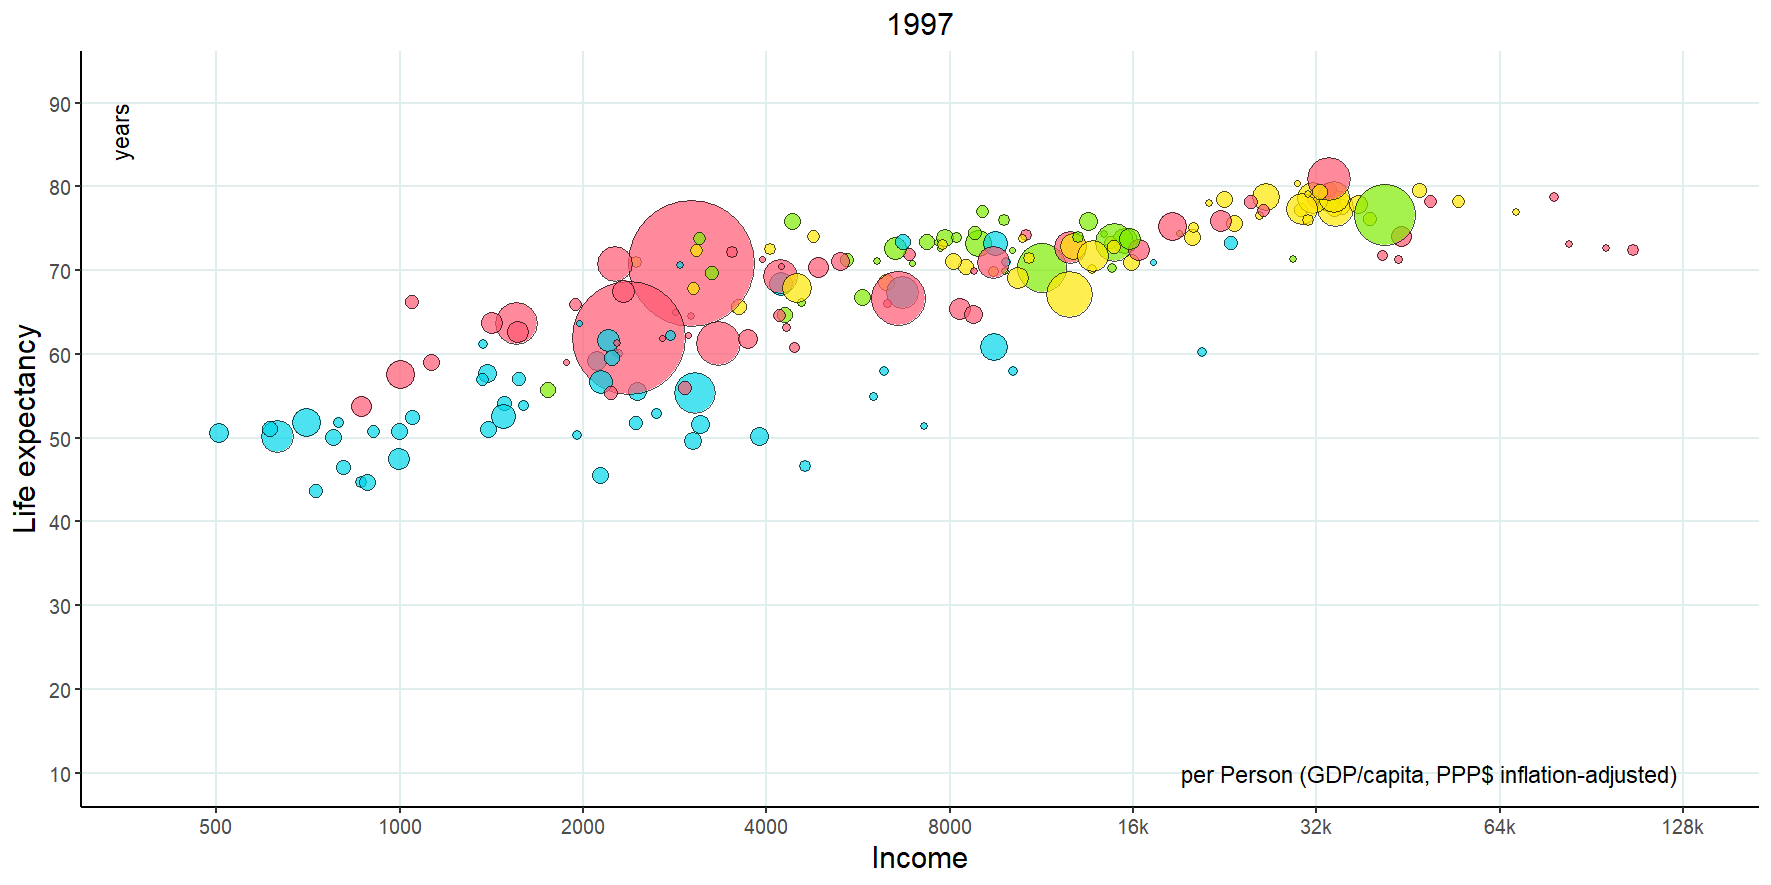 1997
years
90
80
70
60
50
40
30
20
10
Life expectancy
per Person (GDP/capita, PPP$ inflation-adjusted)
500 1000 2000 4000 8000 16k 32k 64k 128k
Income